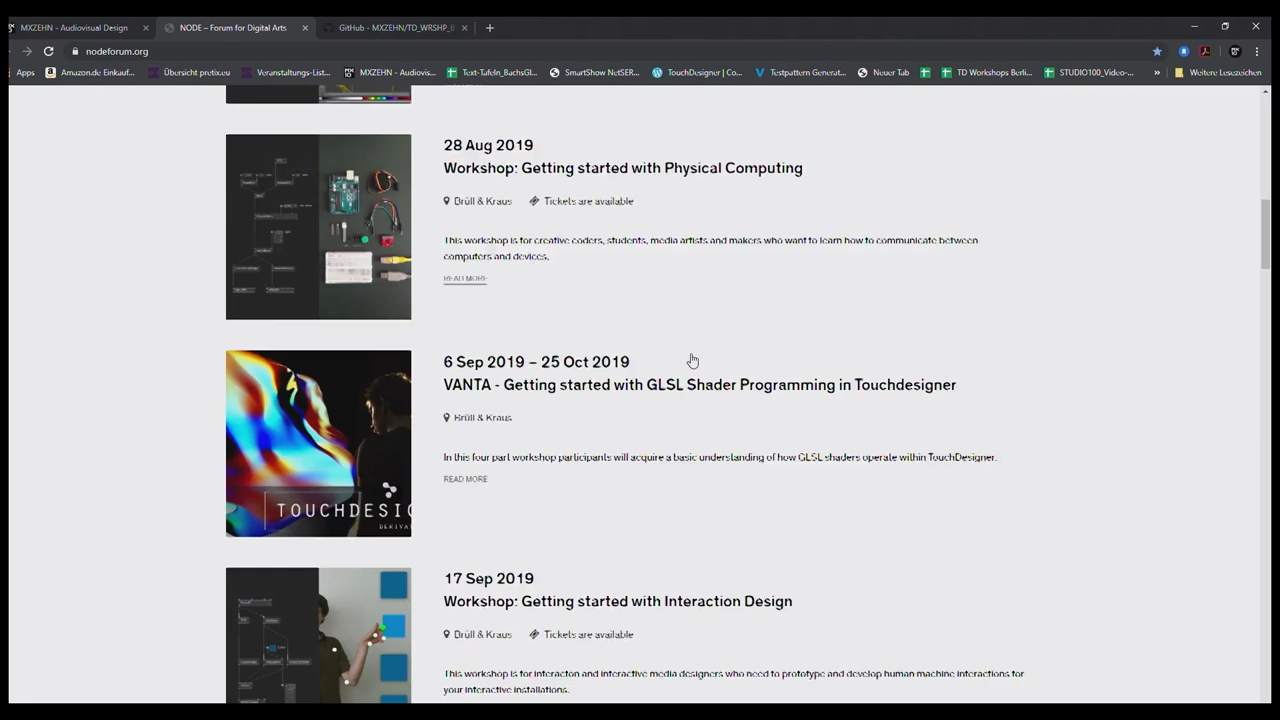 MXZEHN - Audiovisual Design
NODE – Forum for Digital Arts
GitHub - MXZEHN/TD_WRSHP_
nodeforum.org
Apps
Amazon.de Einkauf...
Übersicht pretix.eu
Veranstaltungs-List...
MXZEHN - Audiovis...
Text-Tafeln_BachsGl...
SmartShow NetSER...
TouchDesigner | Co...
Testpattern Generat...
Neuer Tab
TD Workshops Berli...
STUDIO100_Video-...
»
Weitere Lesezeichen
28 Aug 2019
Workshop: Getting started with Physical Computing
Brüll & Kraus
Tickets are available
This workshop is for creative coders, students, media artists and makers who want to learn how to communicate between
computers and devices.
READ MORE
6 Sep 2019 – 25 Oct 2019
VANTA - Getting started with GLSL Shader Programming in Touchdesigner
Brüll & Kraus
In this four part workshop participants will acquire a basic understanding of how GLSL shaders operate within TouchDesigner.
READ MORE
TOUCHDESIG
DERIVA
17 Sep 2019
Workshop: Getting started with Interaction Design
Brüll & Kraus
Tickets are available
This workshop is for interacton and interactive media designers who need to prototype and develop human machine interactions for
your interactive installations.